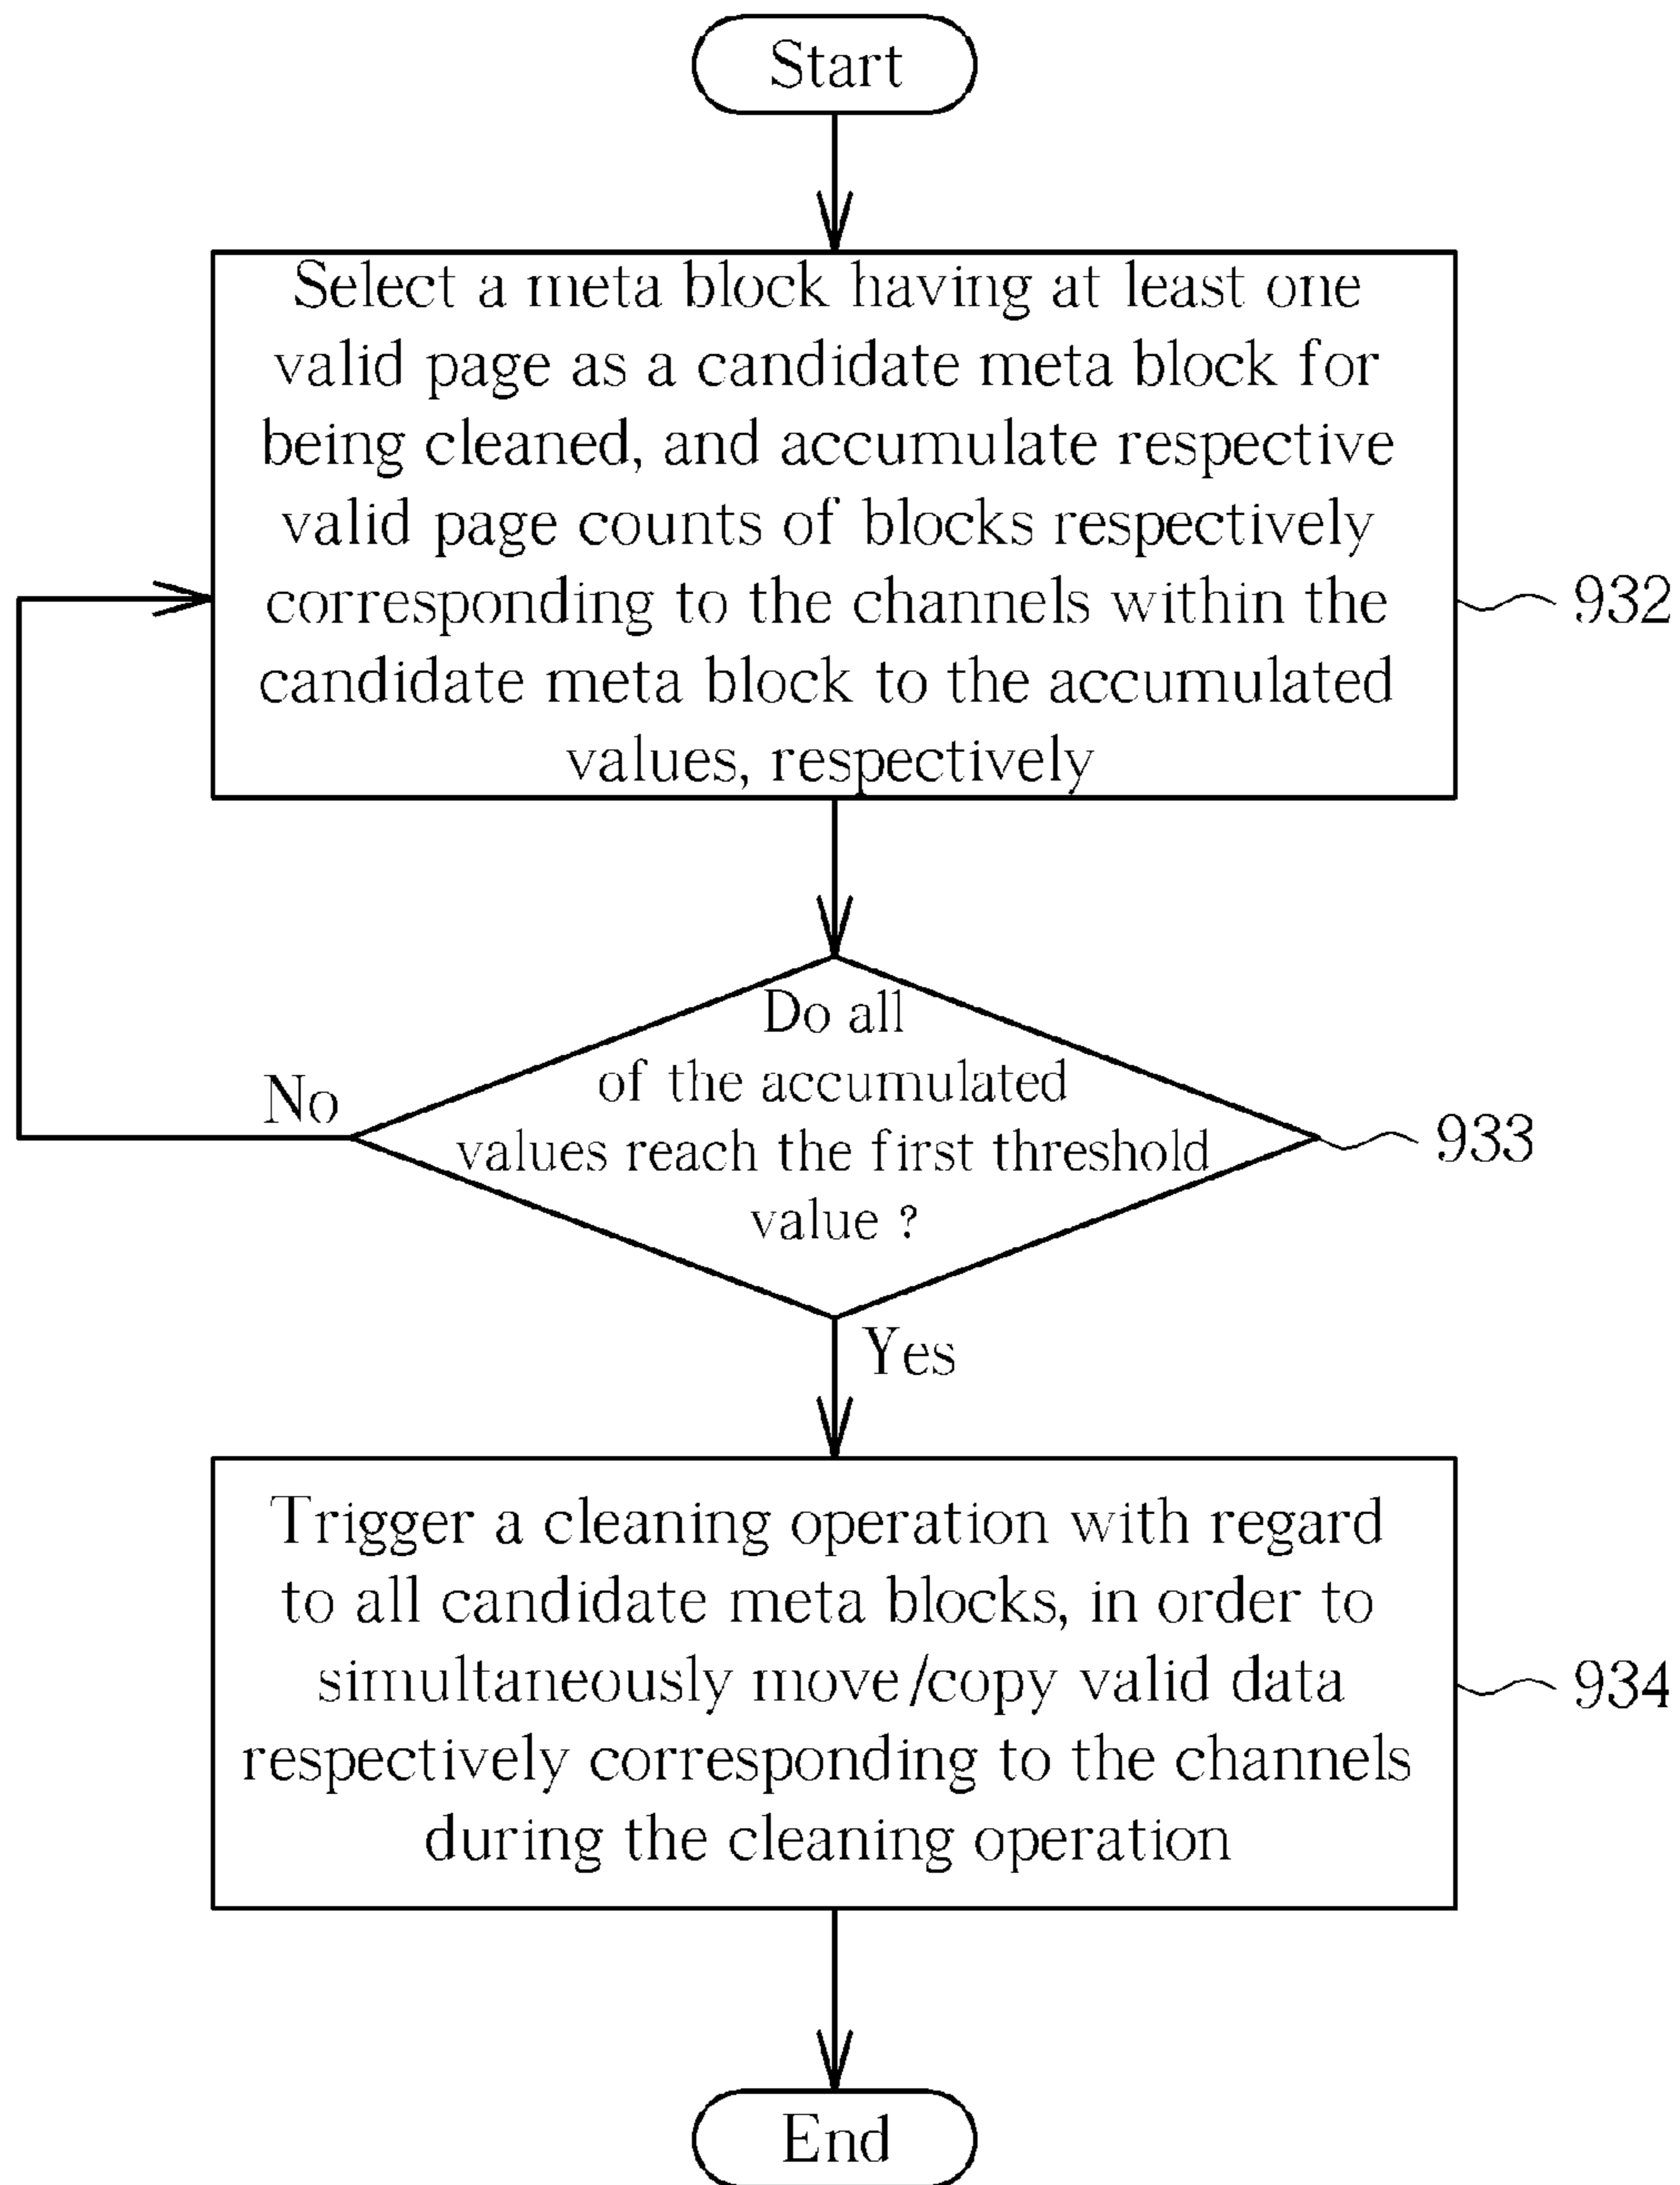 Start
Select a meta block having at least one
valid page as a candidate meta block for
being cleaned, and accumulate respective
valid page counts of blocks respectively
corresponding to the channels within the
candidate meta block to the accumulated
values, respectively
932
Do all
of the accumulated
values reach the first threshold
value ?
No
933
Yes
Trigger a cleaning operation with regard
to all candidate meta blocks, in order to
simultaneously move/copy valid data
respectively corresponding to the channels
during the cleaning operation
934
End